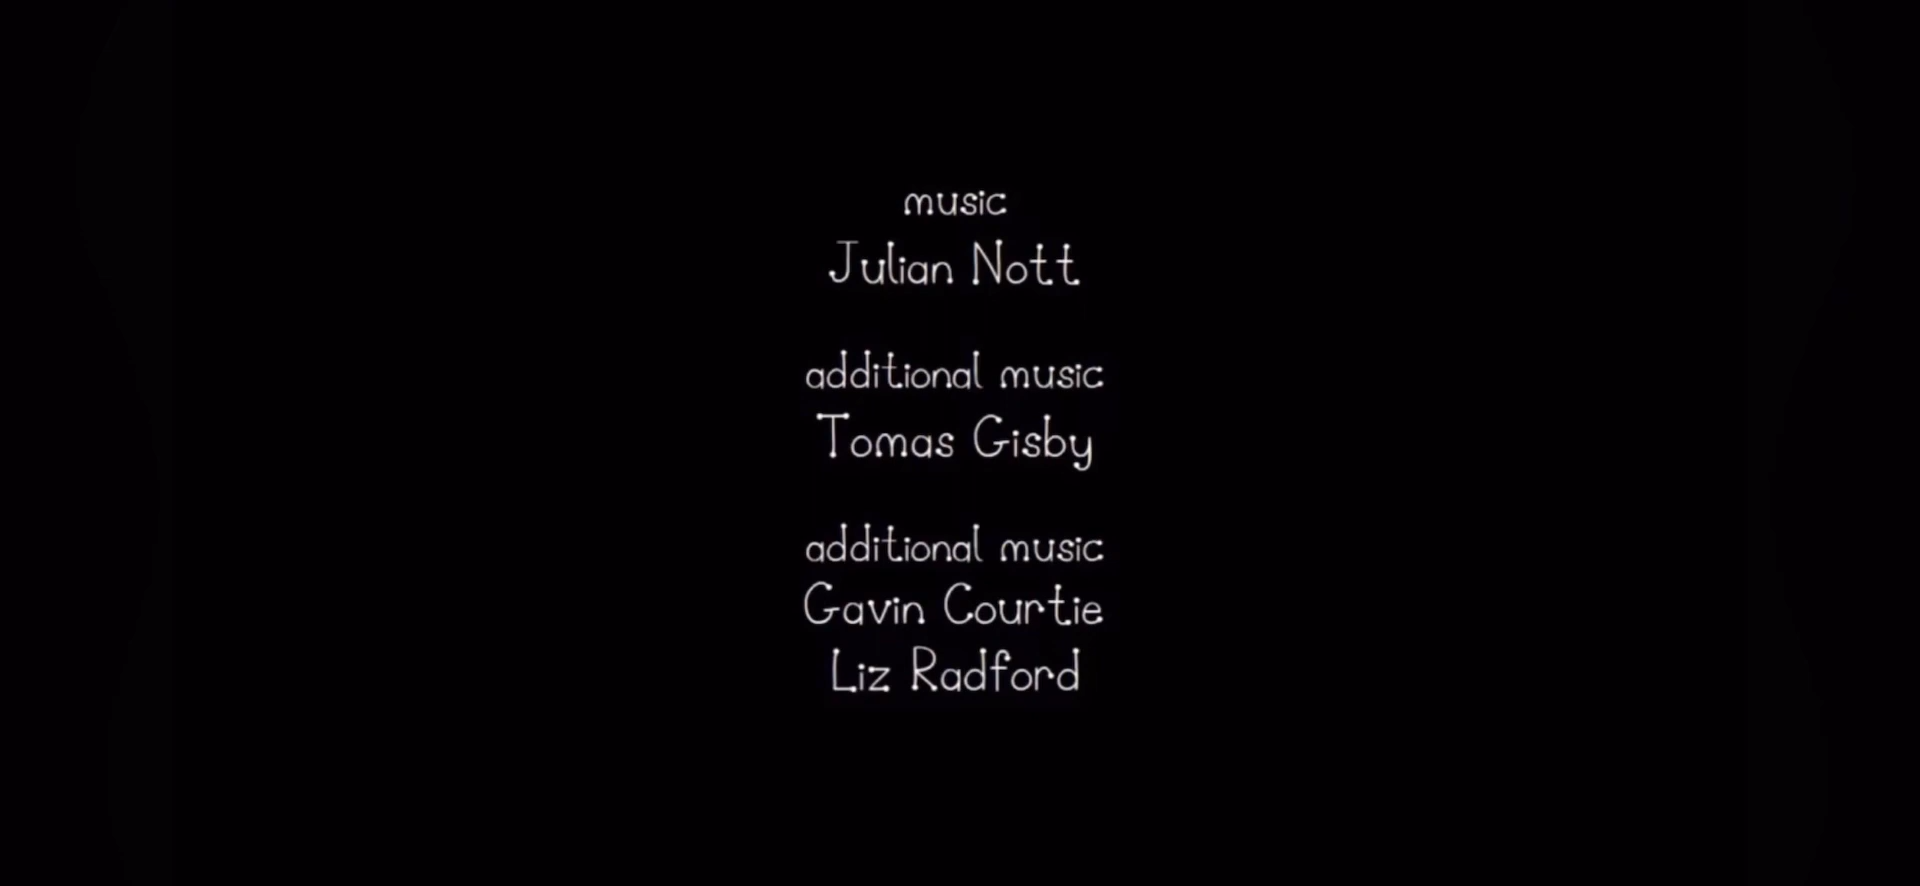 music
Julian Nott
additional music
Tomas Gisby
additional music
Gavin Courtie
Liz Radford